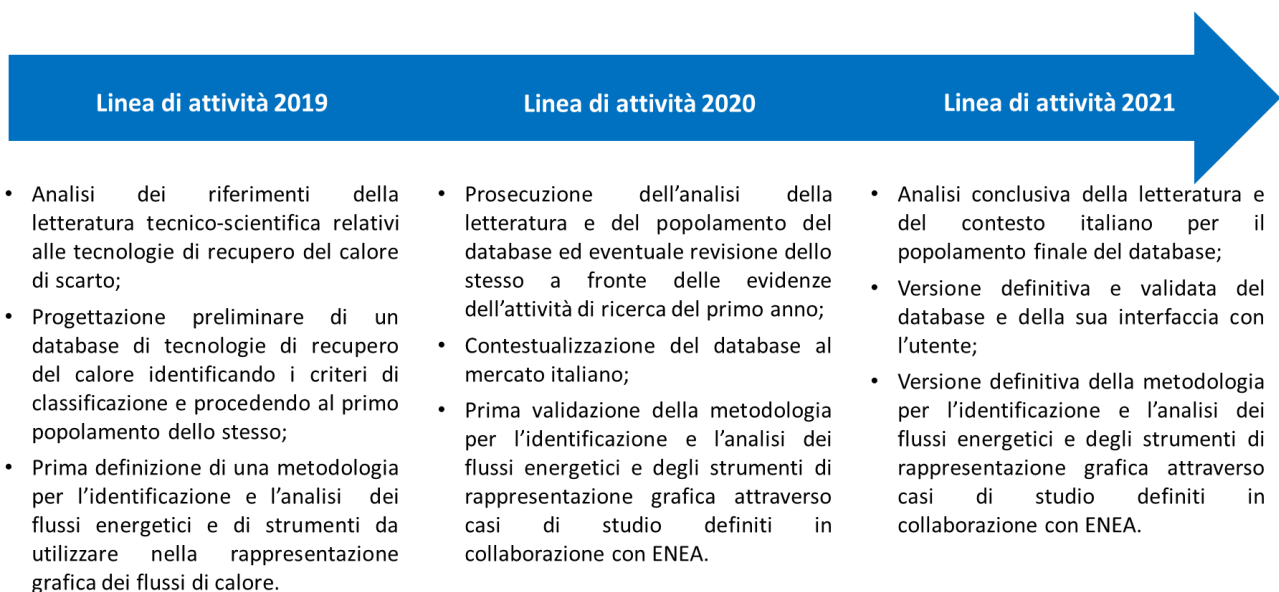 Linea di attività 2019
Linea di attività 2020
Linea di attività 2021
• Analisi dei riferimenti della
letteratura tecnico-scientifica relativi
alle tecnologie di recupero del calore
di scarto;
• Progettazione preliminare di un
database di tecnologie di recupero
del calore identificando i criteri di
classificazione e procedendo al primo
popolamento dello stesso;
• Prima definizione di una metodologia
per l’identificazione e l’analisi dei
flussi energetici e di strumenti da
utilizzare nella rappresentazione
grafica dei flussi di calore.
• Prosecuzione dell’analisi della
letteratura e del popolamento del
database ed eventuale revisione dello
stesso a fronte delle evidenze
dell’attività di ricerca del primo anno;
• Contestualizzazione del database al
mercato italiano;
• Prima validazione della metodologia
per l’identificazione e l’analisi dei
flussi energetici e degli strumenti di
rappresentazione grafica attraverso
casi di studio definiti in
collaborazione con ENEA.
• Analisi conclusiva della letteratura e
del contesto italiano per il
popolamento finale del database;
• Versione definitiva e validata del
database e della sua interfaccia con
l’utente;
• Versione definitiva della metodologia
per l’identificazione e l’analisi dei
flussi energetici e degli strumenti di
rappresentazione grafica attraverso
casi di studio definiti in
collaborazione con ENEA.